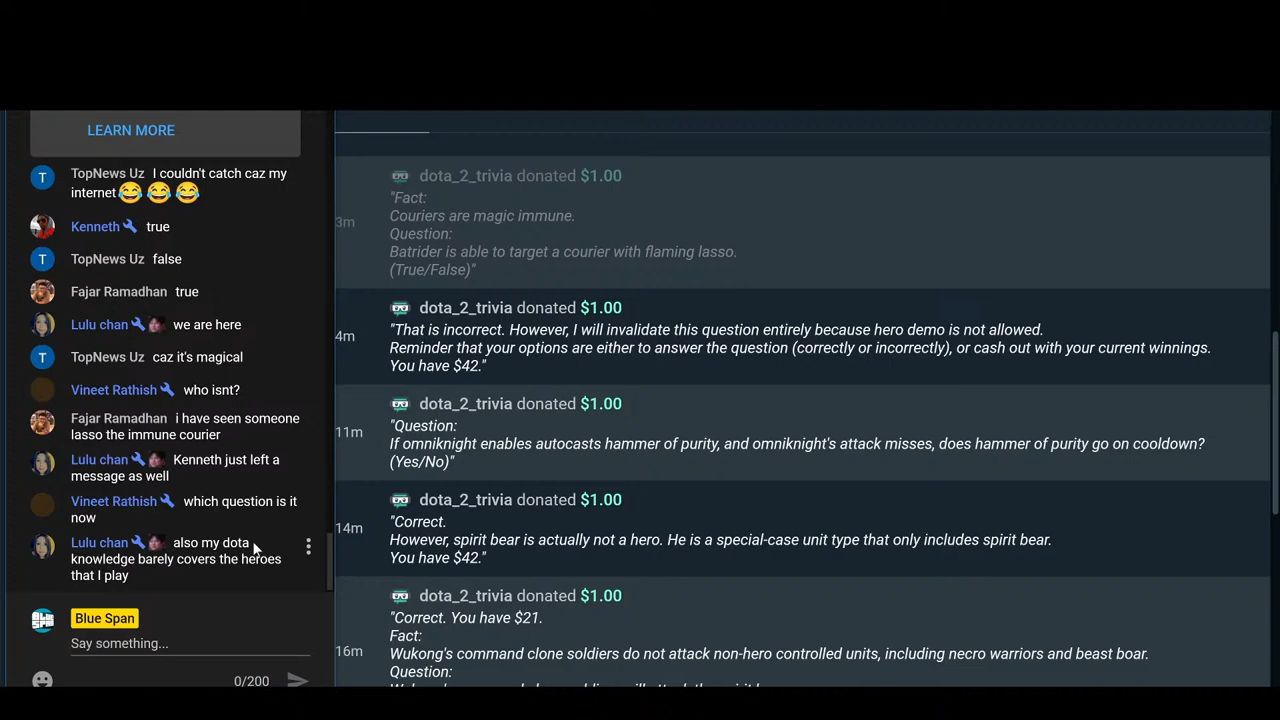 LEARN MORE
T TopNews Uz I couldn't catch caz my
internet😂😂😂
Kenneth true
T TopNews Uz false
Fajar Ramadhan true
Lulu chan we are here
T TopNews Uz caz it's magical
Vineet Rathish who isnt?
Fajar Ramadhan i have seen someone
lasso the immune courier
Lulu chan Kenneth just left a
message as well
Vineet Rathish which question is it
now
Lulu chan also my dota
knowledge barely covers the heroes
that I play
Blue Span
Say something...
0/200
dota_2_trivia donated $1.00
"Fact:
Couriers are magic immune.
3m
Question:
Batrider is able to target a courier with flaming lasso.
(True/False)"
dota_2_trivia donated $1.00
"That is incorrect. However, I will invalidate this question entirely because hero demo is not allowed.
4m
Reminder that your options are either to answer the question (correctly or incorrectly), or cash out with your current winnings.
You have $42."
dota_2_trivia donated $1.00
"Question:
11m
If omniknight enables autocasts hammer of purity, and omniknight's attack misses, does hammer of purity go on cooldown?
(Yes/No)"
dota_2_trivia donated $1.00
"Correct.
14m
However, spirit bear is actually not a hero. He is a special-case unit type that only includes spirit bear.
You have $42."
dota_2_trivia donated $1.00
"Correct. You have $21.
Fact:
16m
Wukong's command clone soldiers do not attack non-hero controlled units, including necro warriors and beast boar.
Question: